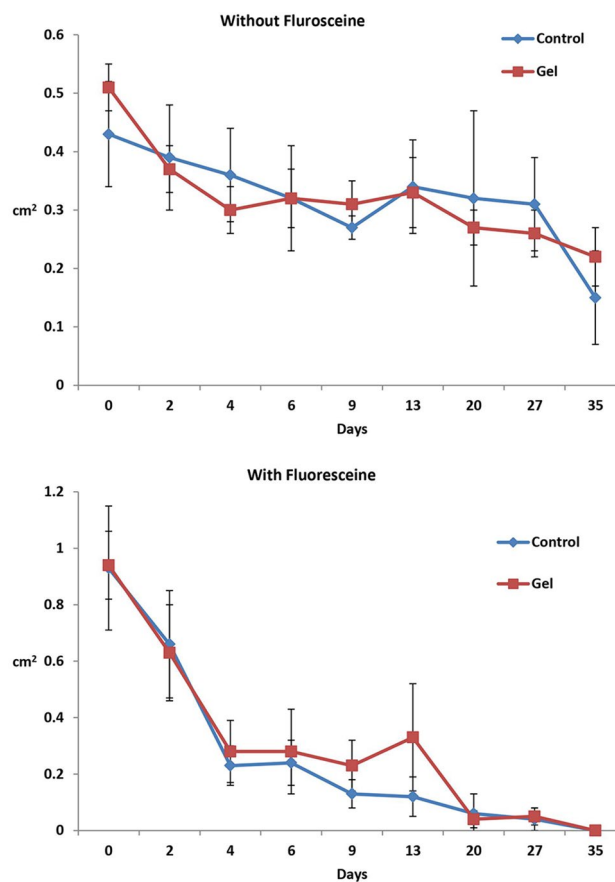 Without Flurosceine
Control
Gel
0.6
0.5
0.4
0.3
0.2
0.1
0
cm²
0 2 4 6 9 13 20 27 35
Days
With Fluoresceine
Control
Gel
1.2
1
0.8
0.6
0.4
0.2
0
cm²
0 2 4 6 9 13 20 27 35
Days